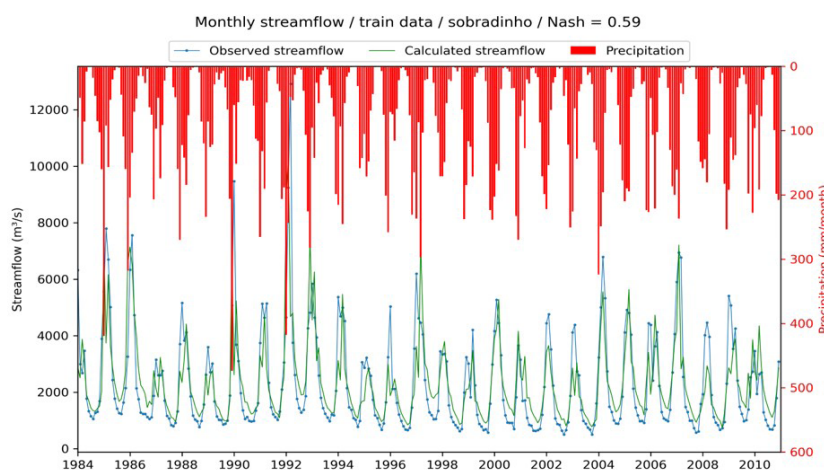 Monthly streamflow / train data / sobradinho / Nash = 0.59
Observed streamflow Calculated streamflow Precipitation
Streamflow (m³/s)
12000
10000
8000
6000
4000
2000
0
0
100
200
300
400
500
600
Precipitation (mm/month)
1984 1986 1988 1990 1992 1994 1996 1998 2000 2002 2004 2006 2008 2010